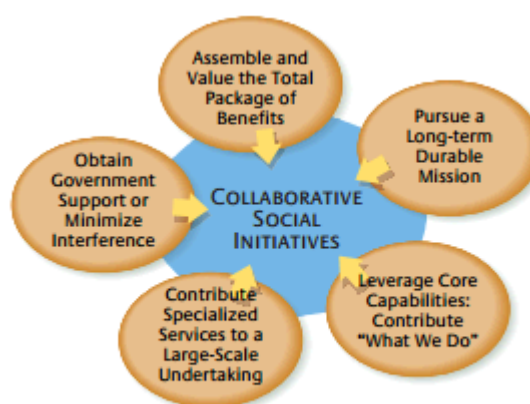 Assemble and
Value the Total
Package of
Benefits
Pursue a
Long-term
Durable
Mission
Obtain
Government
Support or
Minimize
Interference
COLLABORATIVE
SOCIAL
INITIATIVES
Leverage Core
Capabilities:
Contribute
“What We Do”
Contribute
Specialized
Services to a
Large-Scale
Undertaking